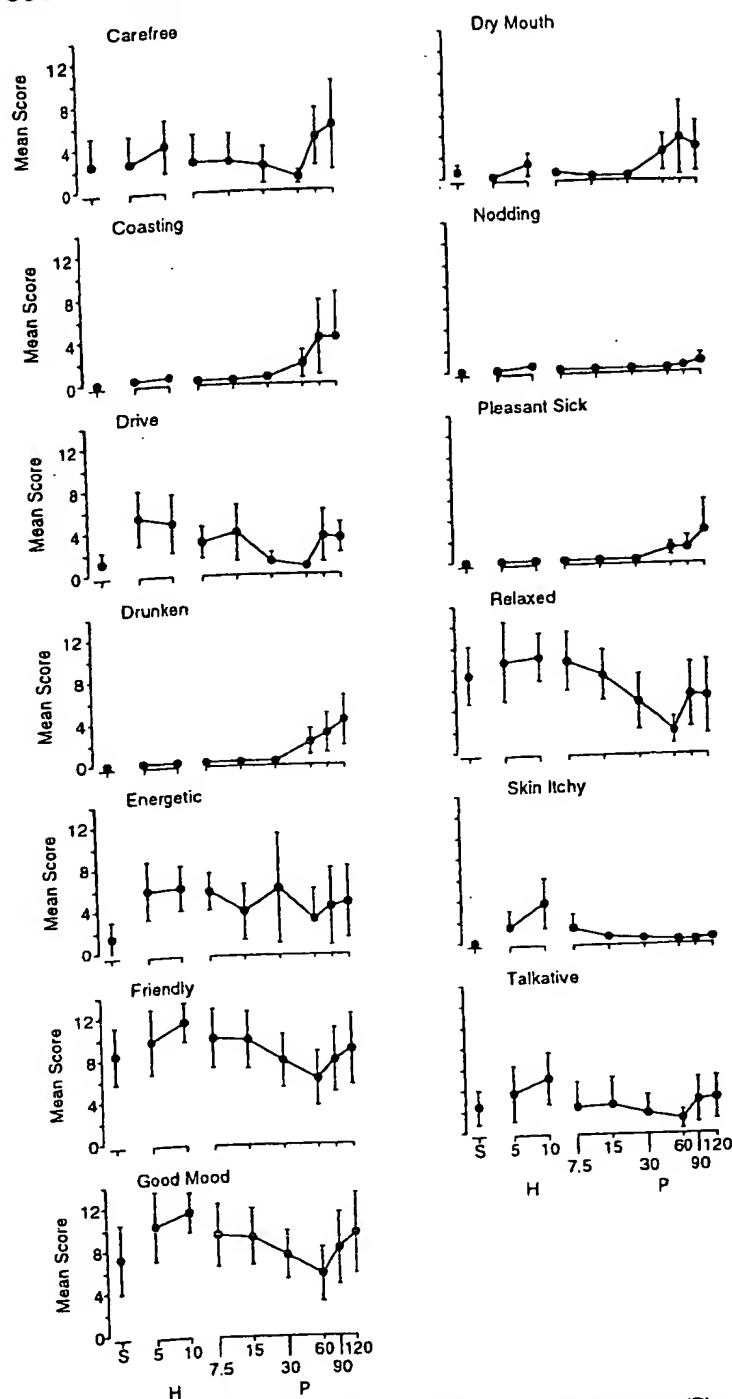 Carefree
Mean Score
12
8
4
0
Coasting
Mean Score
12
8
4
0
Drive
Mean Score
12
8
4
0
Drunken
Mean Score
12
8
4
0
Energetic
Mean Score
12
8
4
0
Friendly
Mean Score
12
8
4
0
Good Mood
Mean Score
12
8
4
0
S 5 10 7.5 15 30 60 90 120
H P
Dry Mouth
Nodding
Pleasant Sick
Relaxed
Skin Itchy
Talkative
S 5 10 7.5 15 30 60 90 120
H P